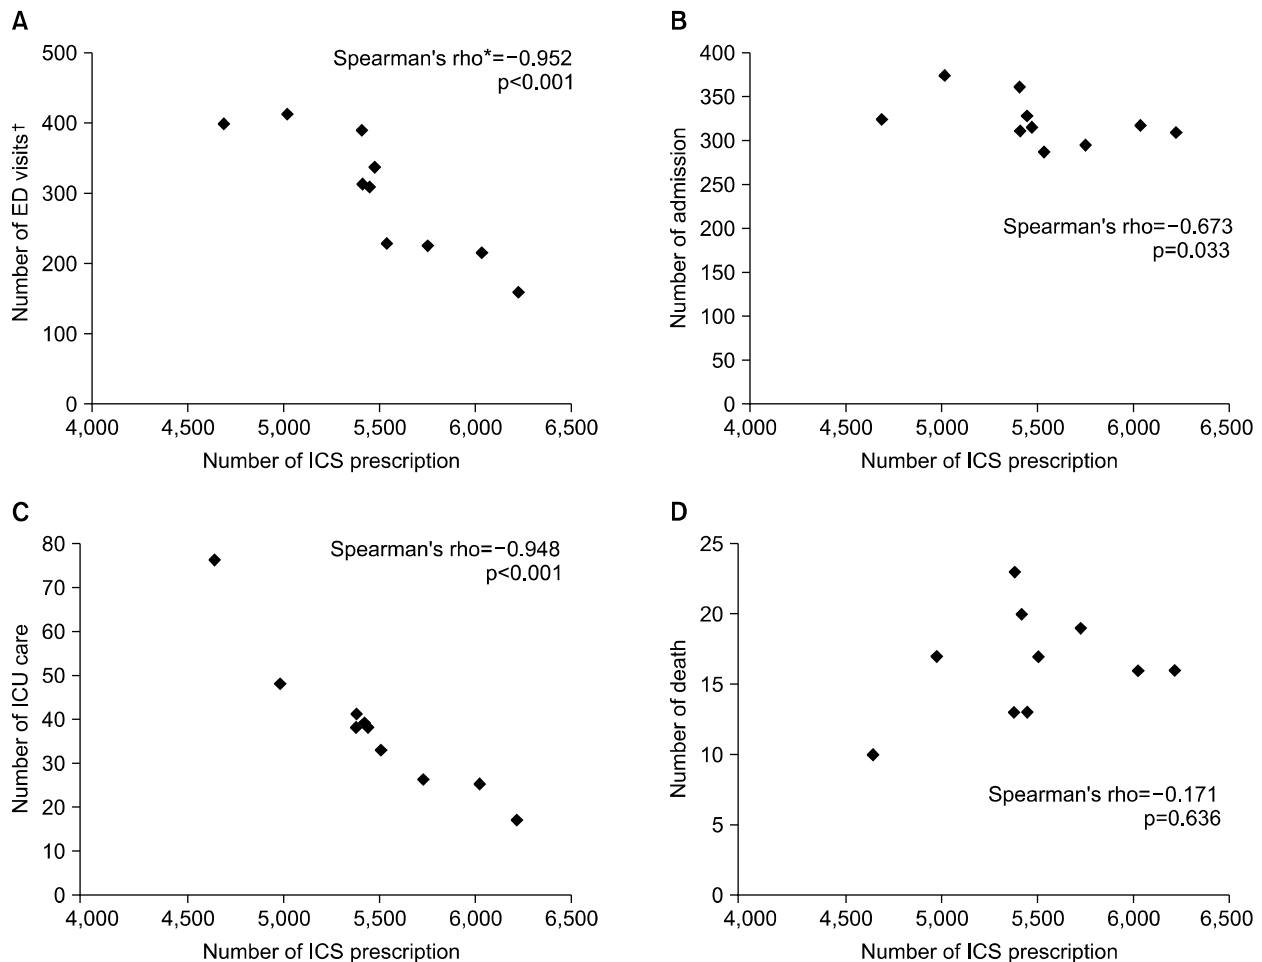 A
Spearman's rho*=−0.952
p<0.001
Number of ED visits†
500
400
300
200
100
0
4,000 4,500 5,000 5,500 6,000 6,500
Number of ICS prescription
B
Number of admission
400
350
300
250
200
150
100
50
0
Spearman's rho=−0.673
p=0.033
4,000 4,500 5,000 5,500 6,000 6,500
Number of ICS prescription
C
Spearman's rho=−0.948
p<0.001
Number of ICU care
80
70
60
50
40
30
20
10
0
4,000 4,500 5,000 5,500 6,000 6,500
Number of ICS prescription
D
Number of death
25
20
15
10
5
0
Spearman's rho=−0.171
p=0.636
4,000 4,500 5,000 5,500 6,000 6,500
Number of ICS prescription